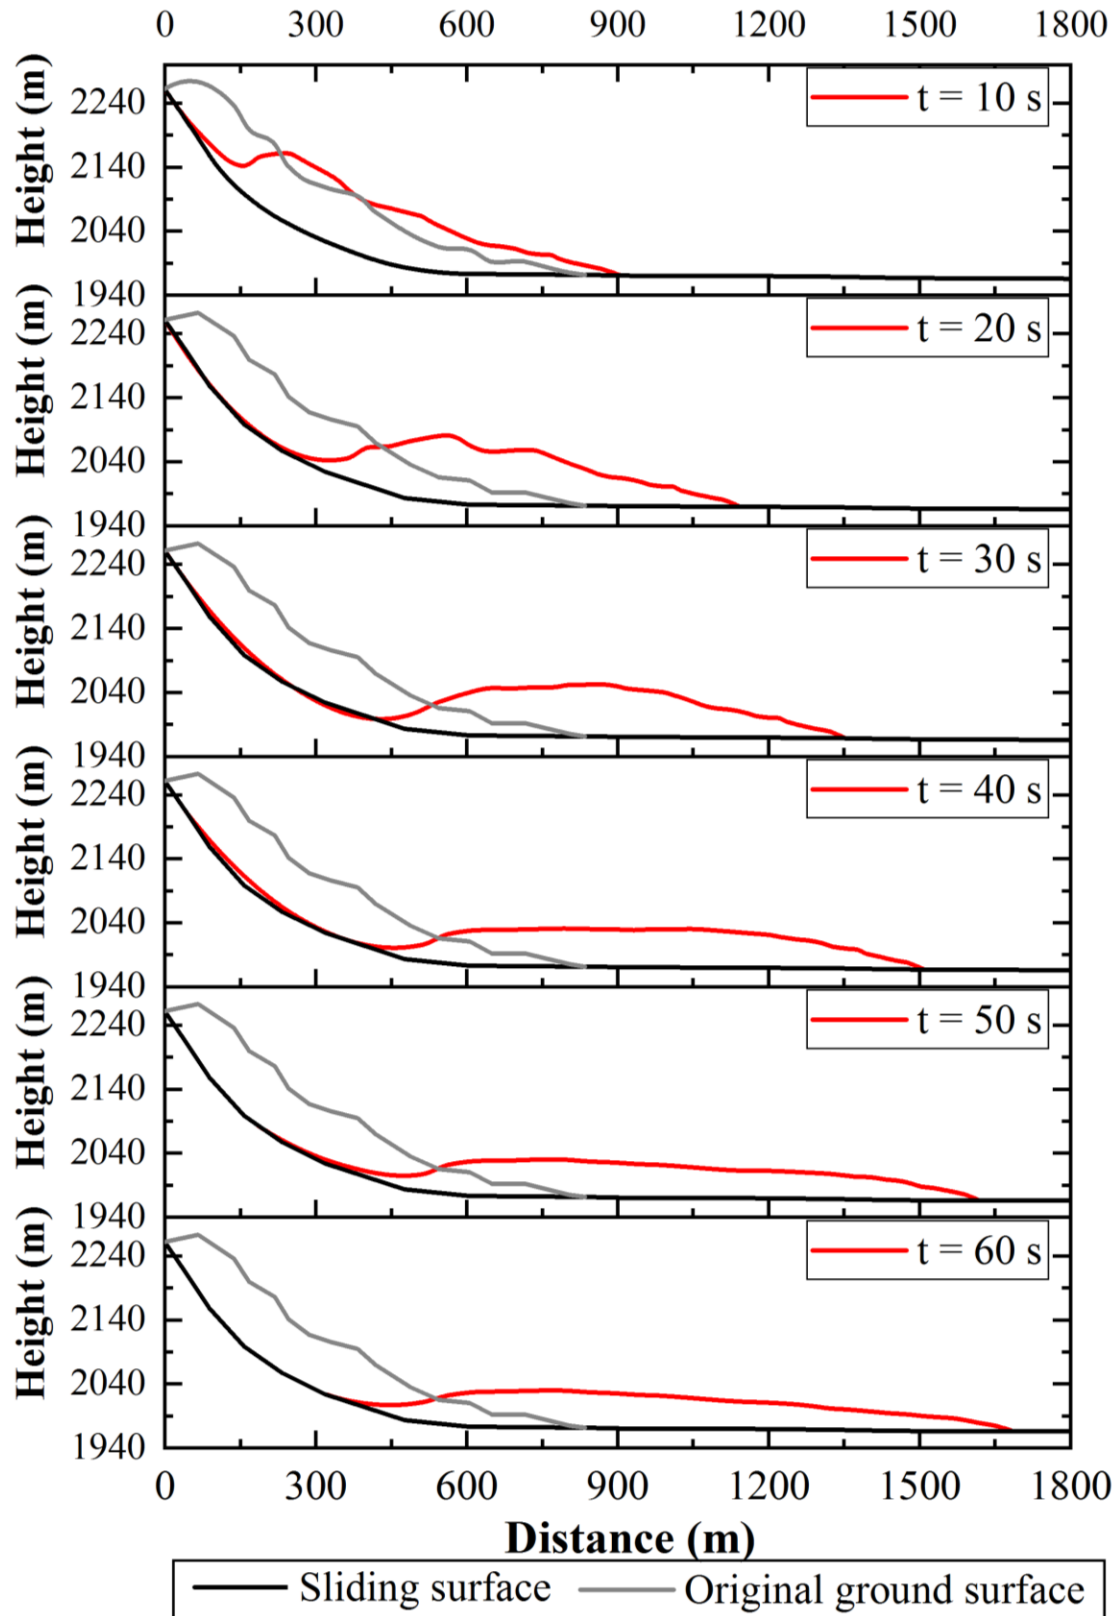 0 300 600 900 1200 1500 1800
Height (m)
2240
2140
2040
1940
t = 10 s
Height (m)
2240
2140
2040
1940
t = 20 s
Height (m)
2240
2140
2040
1940
t = 30 s
Height (m)
2240
2140
2040
1940
t = 40 s
Height (m)
2240
2140
2040
1940
t = 50 s
Height (m)
2240
2140
2040
1940
t = 60 s
0 300 600 900 1200 1500 1800
Distance (m)
Sliding surface Original ground surface